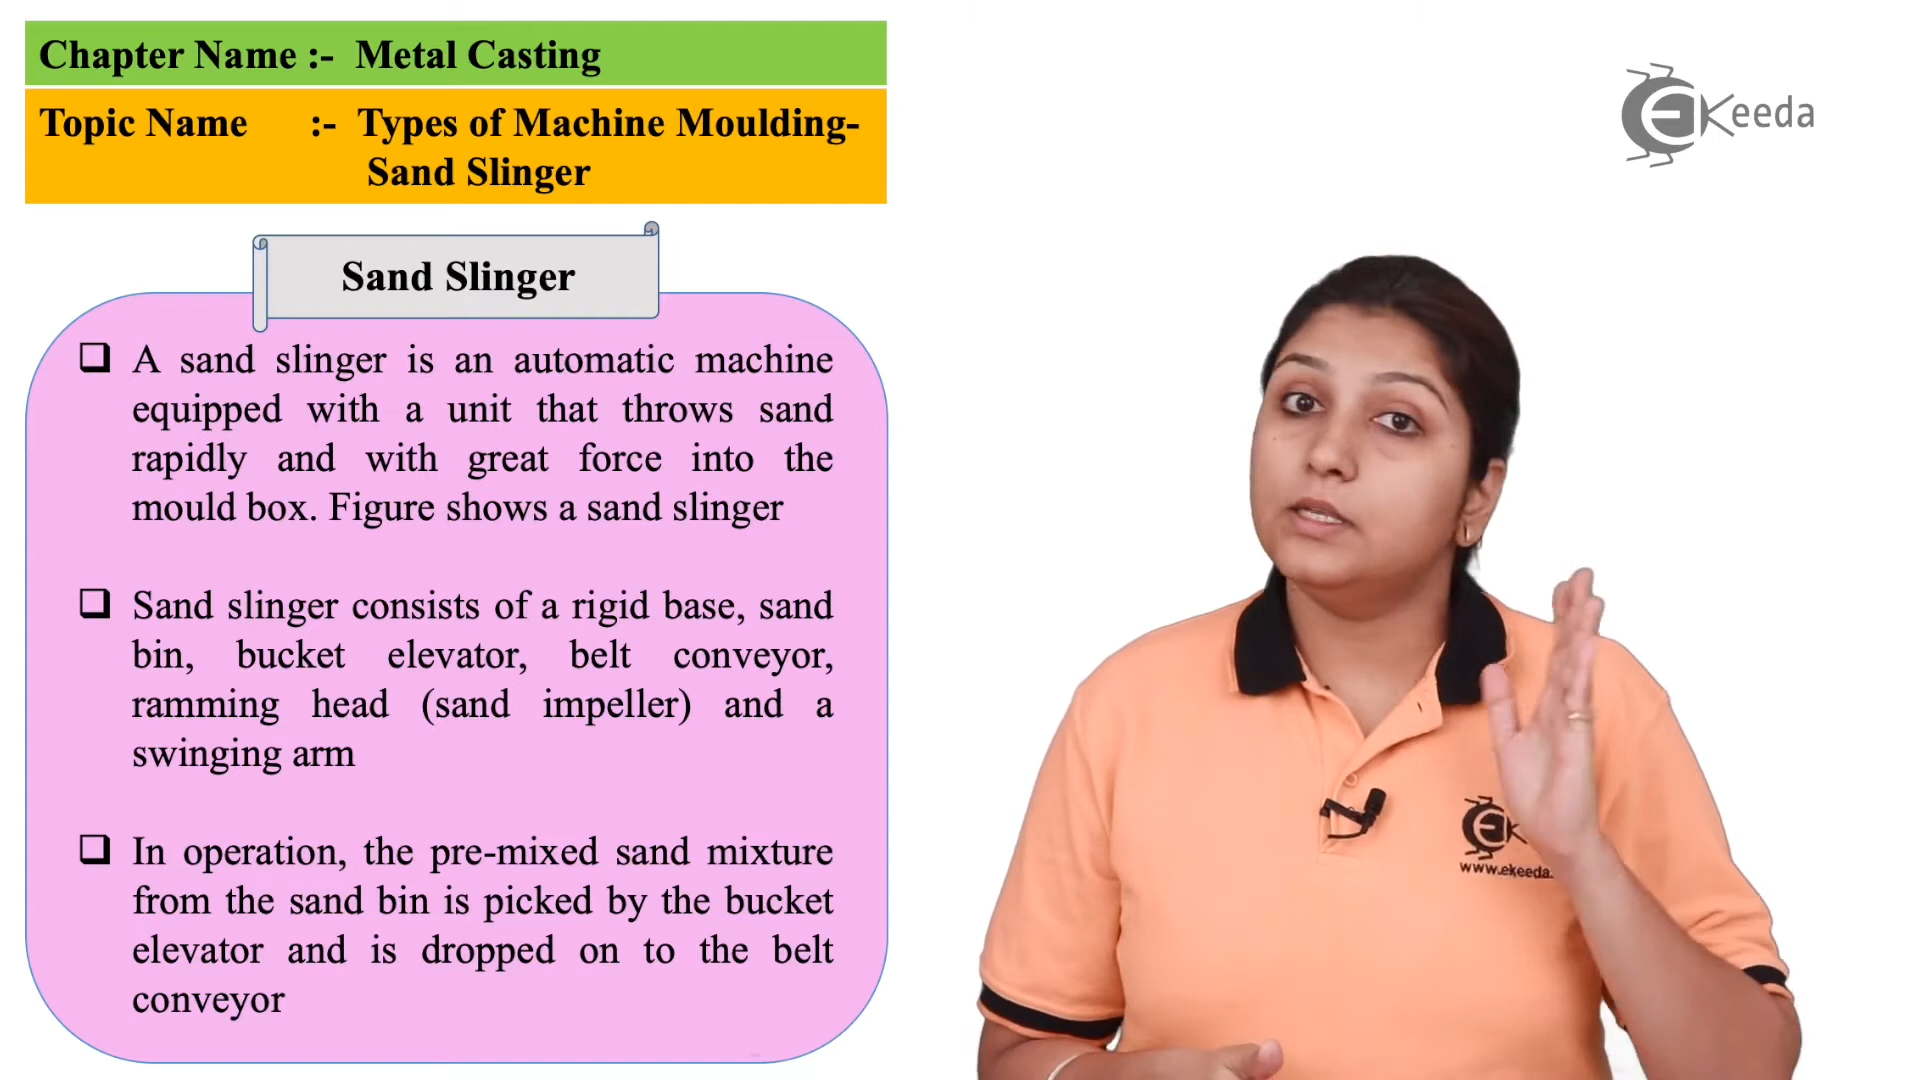 Chapter Name :- Metal Casting
Topic Name :- Types of Machine Moulding-
Sand Slinger
Keeda
Sand Slinger
A sand slinger is an automatic machine
equipped with a unit that throws sand
rapidly and with great force into the
mould box. Figure shows a sand slinger
Sand slinger consists of a rigid base, sand
bin, bucket elevator, belt conveyor,
ramming head (sand impeller) and a
swinging arm
In operation, the pre-mixed sand mixture
from the sand bin is picked by the bucket
elevator and is dropped on to the belt
conveyor
www.ekeeda.